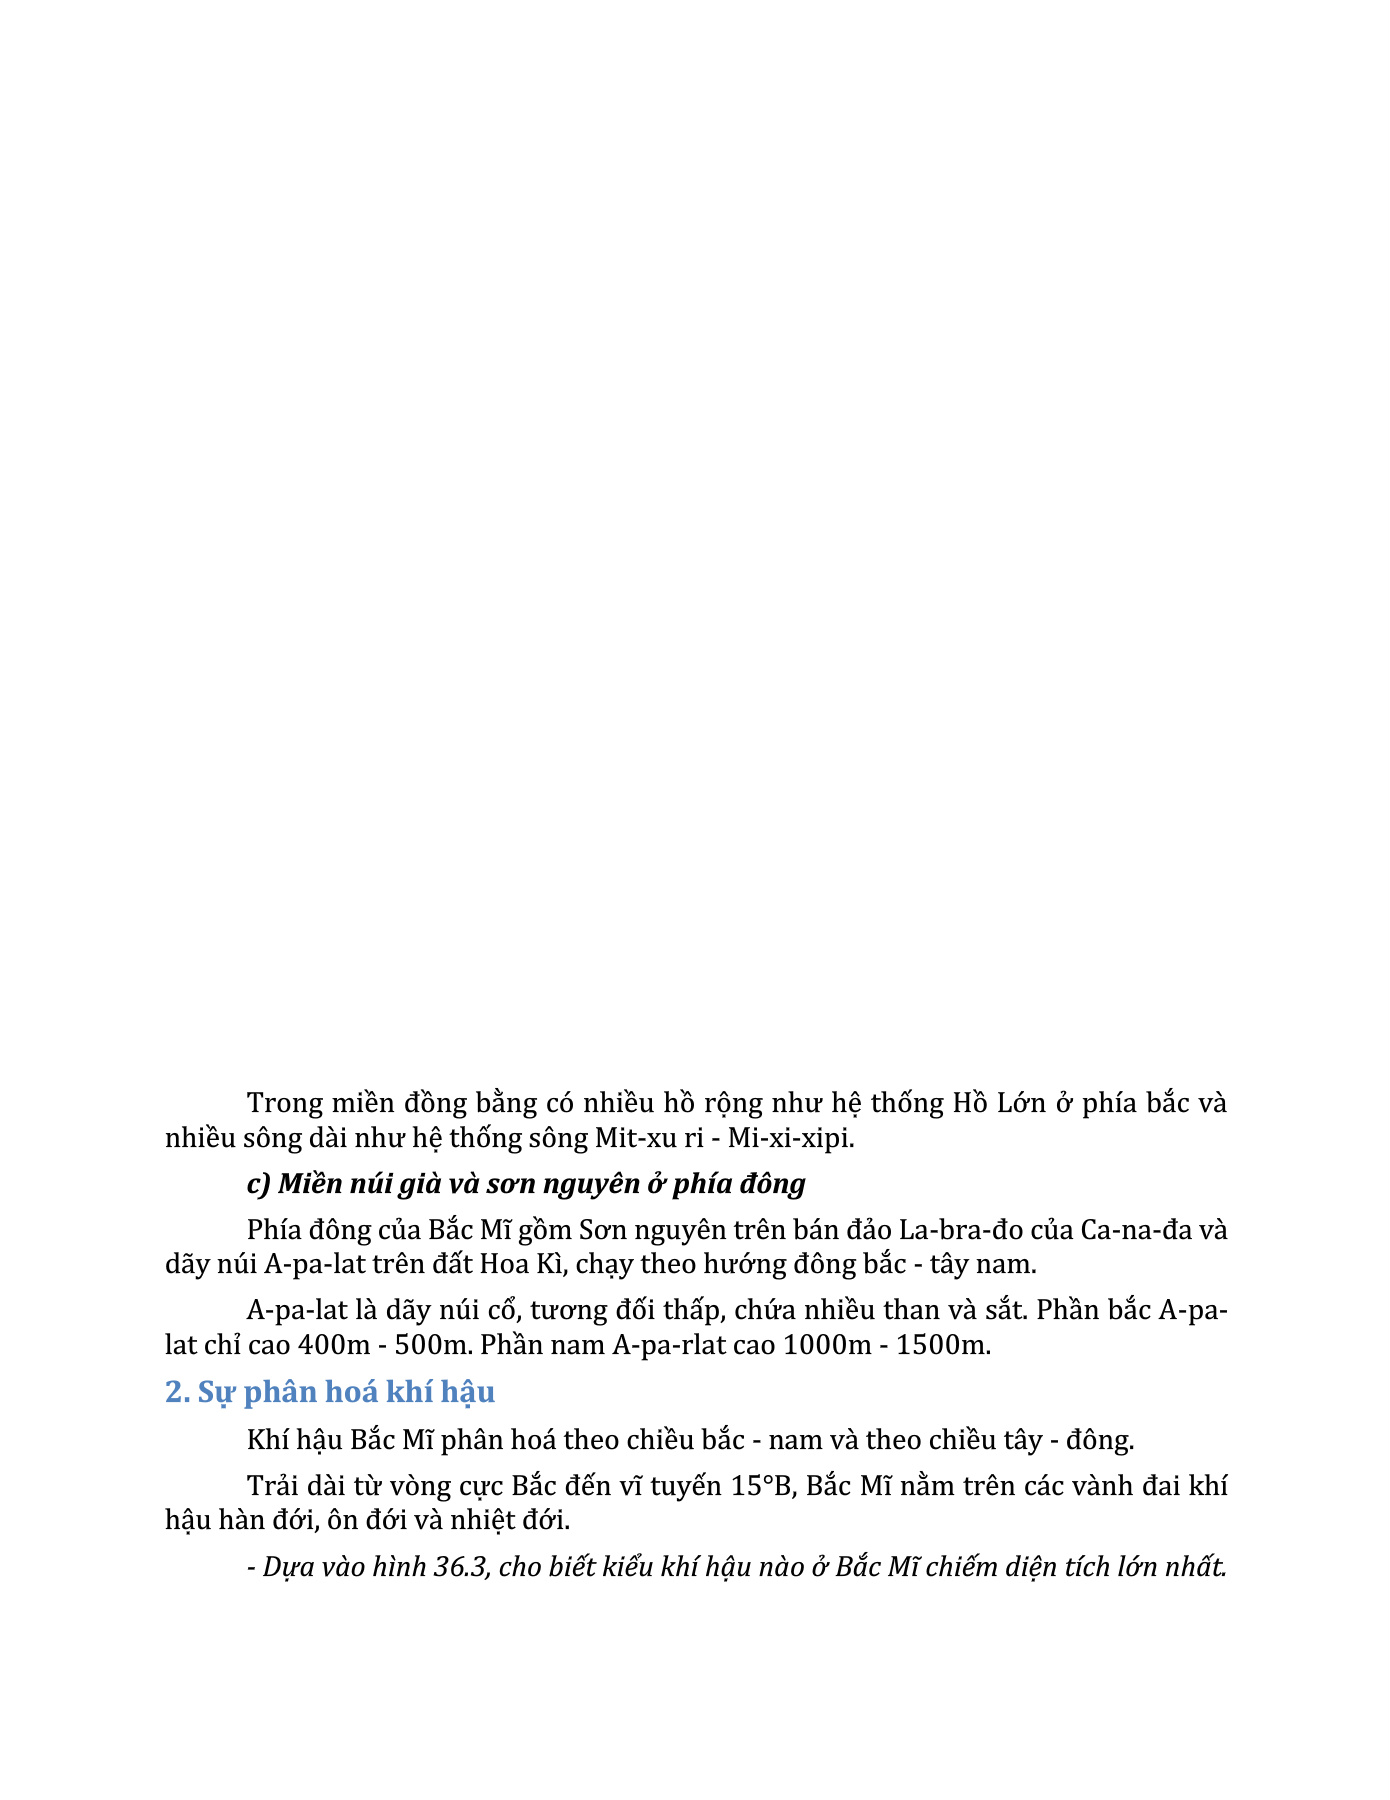 Trong miền đồng bằng có nhiều hồ rộng như hệ thống Hồ Lớn ở phía bắc và
nhiều sông dài như hệ thống sông Mit-xu ri - Mi-xi-xipi.
c) Miền núi già và sơn nguyên ở phía đông
Phía đông của Bắc Mĩ gồm Sơn nguyên trên bán đảo La-bra-đo của Ca-na-đa và
dãy núi A-pa-lat trên đất Hoa Kì, chạy theo hướng đông bắc - tây nam.
A-pa-lat là dãy núi cổ, tương đối thấp, chứa nhiều than và sắt. Phần bắc A-pa-
lat chỉ cao 400m - 500m. Phần nam A-pa-rlat cao 1000m - 1500m.
2. Sự phân hoá khí hậu
Khí hậu Bắc Mĩ phân hoá theo chiều bắc - nam và theo chiều tây - đông.
Trải dài từ vòng cực Bắc đến vĩ tuyến 15°B, Bắc Mĩ nằm trên các vành đai khí
hậu hàn đới, ôn đới và nhiệt đới.
- Dựa vào hình 36.3, cho biết kiểu khí hậu nào ở Bắc Mĩ chiếm diện tích lớn nhất.